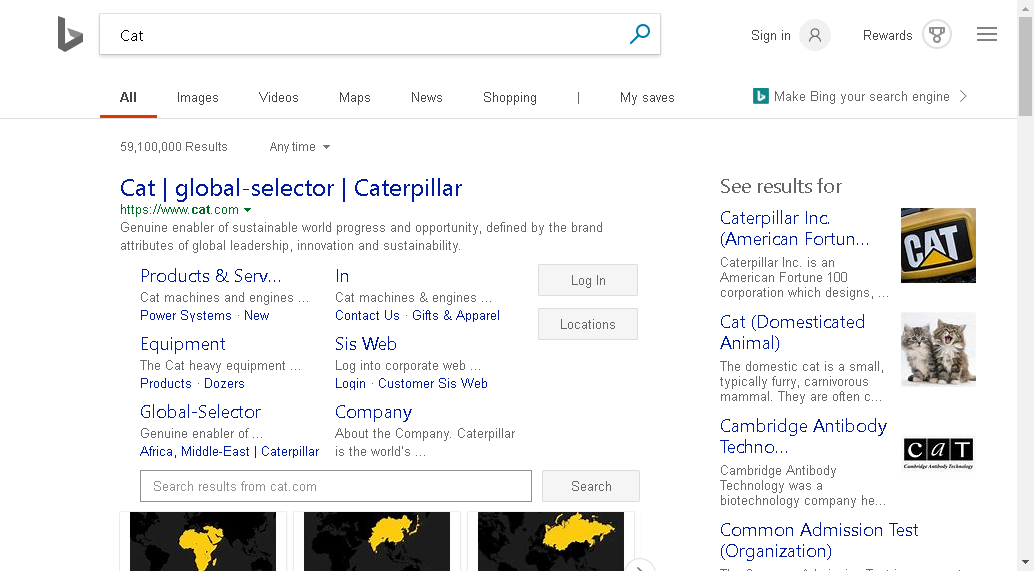 Cat
Sign in
Rewards
All
Images
Videos
Maps
News
Shopping
|
My saves
Make Bing your search engine
59,100,000 Results
Any time
Cat | global-selector | Caterpillar
https://www.cat.com
Genuine enabler of sustainable world progress and opportunity, defined by the brand
attributes of global leadership, innovation and sustainability.
Products & Serv...
Cat machines and engines ...
Power Systems · New
In
Cat machines & engines ...
Contact Us · Gifts & Apparel
Log In
Locations
Equipment
The Cat heavy equipment ...
Products · Dozers
Sis Web
Log into corporate web ...
Login · Customer Sis Web
Global-Selector
Genuine enabler of ...
Africa, Middle-East | Caterpillar
Company
About the Company. Caterpillar
is the world's ...
Search results from cat.com
Search
See results for
Caterpillar Inc.
(American Fortun...
Caterpillar Inc. is an
American Fortune 100
corporation which designs, ...
CAT
Cat (Domesticated
Animal)
The domestic cat is a small,
typically furry, carnivorous
mammal. They are often c...
Cambridge Antibody
Techno...
Cambridge Antibody
Technology was a
biotechnology company he...
CaT
Cambridge Antibody Technology
Common Admission Test
(Organization)